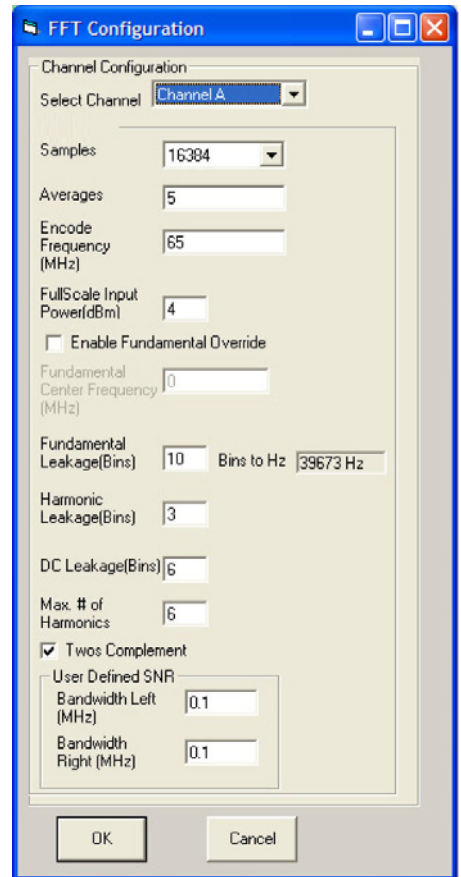 FFT Configuration
Channel Configuration
Select Channel Channel A
Samples 16384
Averages 5
Encode
Frequency
(MHz) 65
FullScale Input
Power(dBm) 4
Enable Fundamental Override
Fundamental
Center Frequency 0
(MHz)
Fundamental
Leakage(Bins) 10 Bins to Hz 39673 Hz
Harmonic
Leakage(Bins) 3
DC Leakage(Bins) 6
Max. # of
Harmonics 6
Twos Complement
User Defined SNR
Bandwidth Left
(MHz) 0.1
Bandwidth
Right (MHz) 0.1
OK Cancel